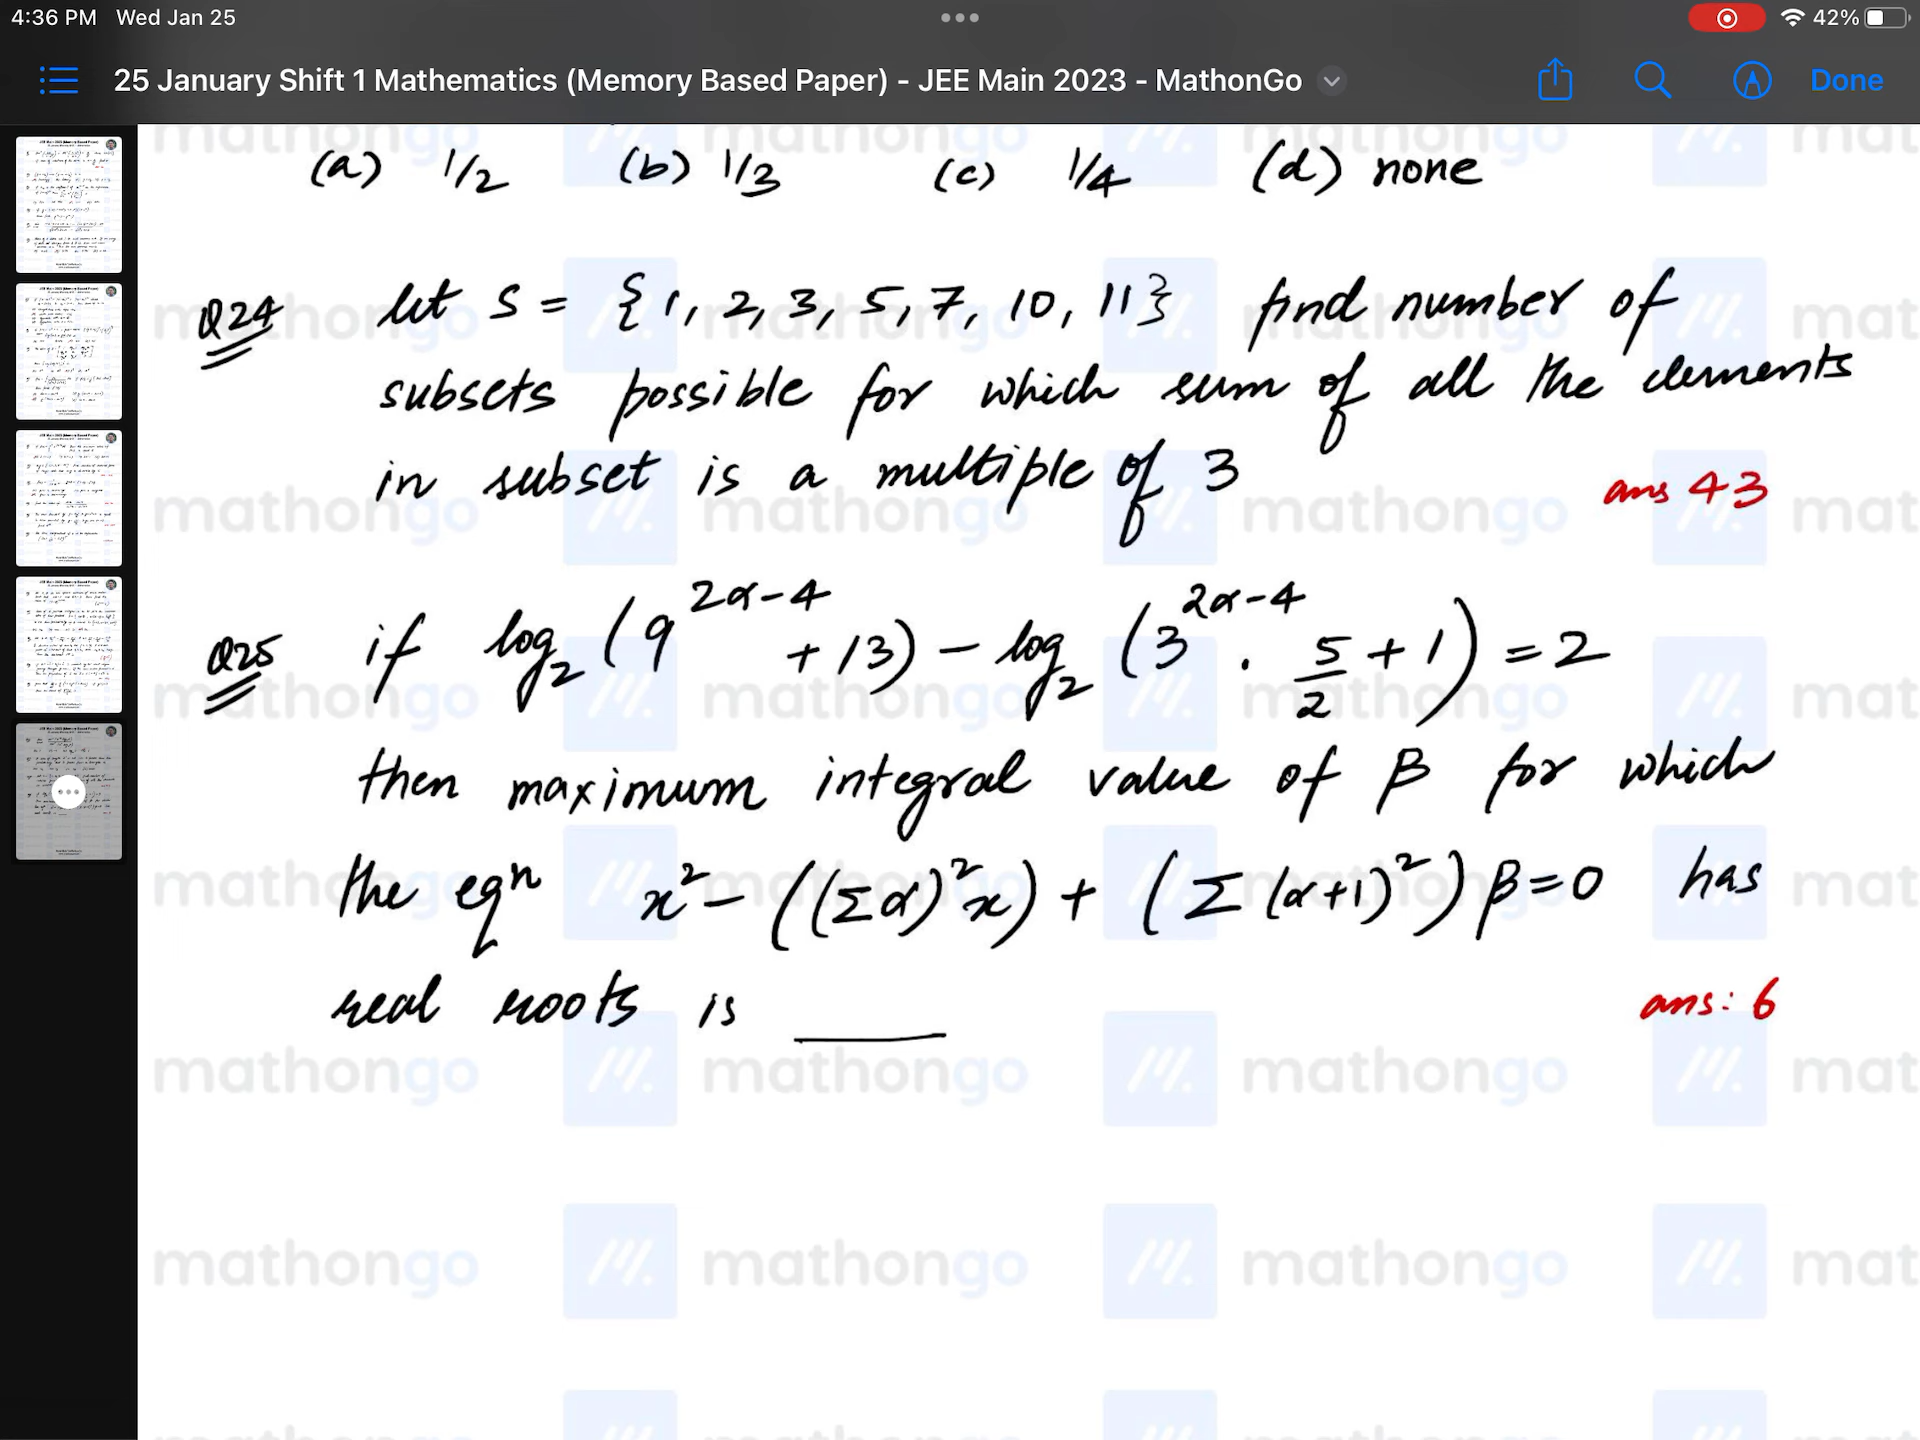 4:36 PM Wed Jan 25
42%
25 January Shift 1 Mathematics (Memory Based Paper) - JEE Main 2023 - MathonGo
Done
(a) 1/2 (b) 1/3 (c) 1/4 (d) none
Q24 let S = {1, 2, 3, 5, 7, 10, 11} find number of
subsets possible for which sum of all the elements
in subset is a multiple of 3
ans 43
Q25 if log₂(9^{2α-4} + 13) - log₂(3^{2α-4} · 5/2 + 1) = 2
then maximum integral value of β for which
the eqⁿ x² - ((Σα)²x) + (Σ(α+1)²)β = 0 has
real roots is ____
ans: 6
mathongo